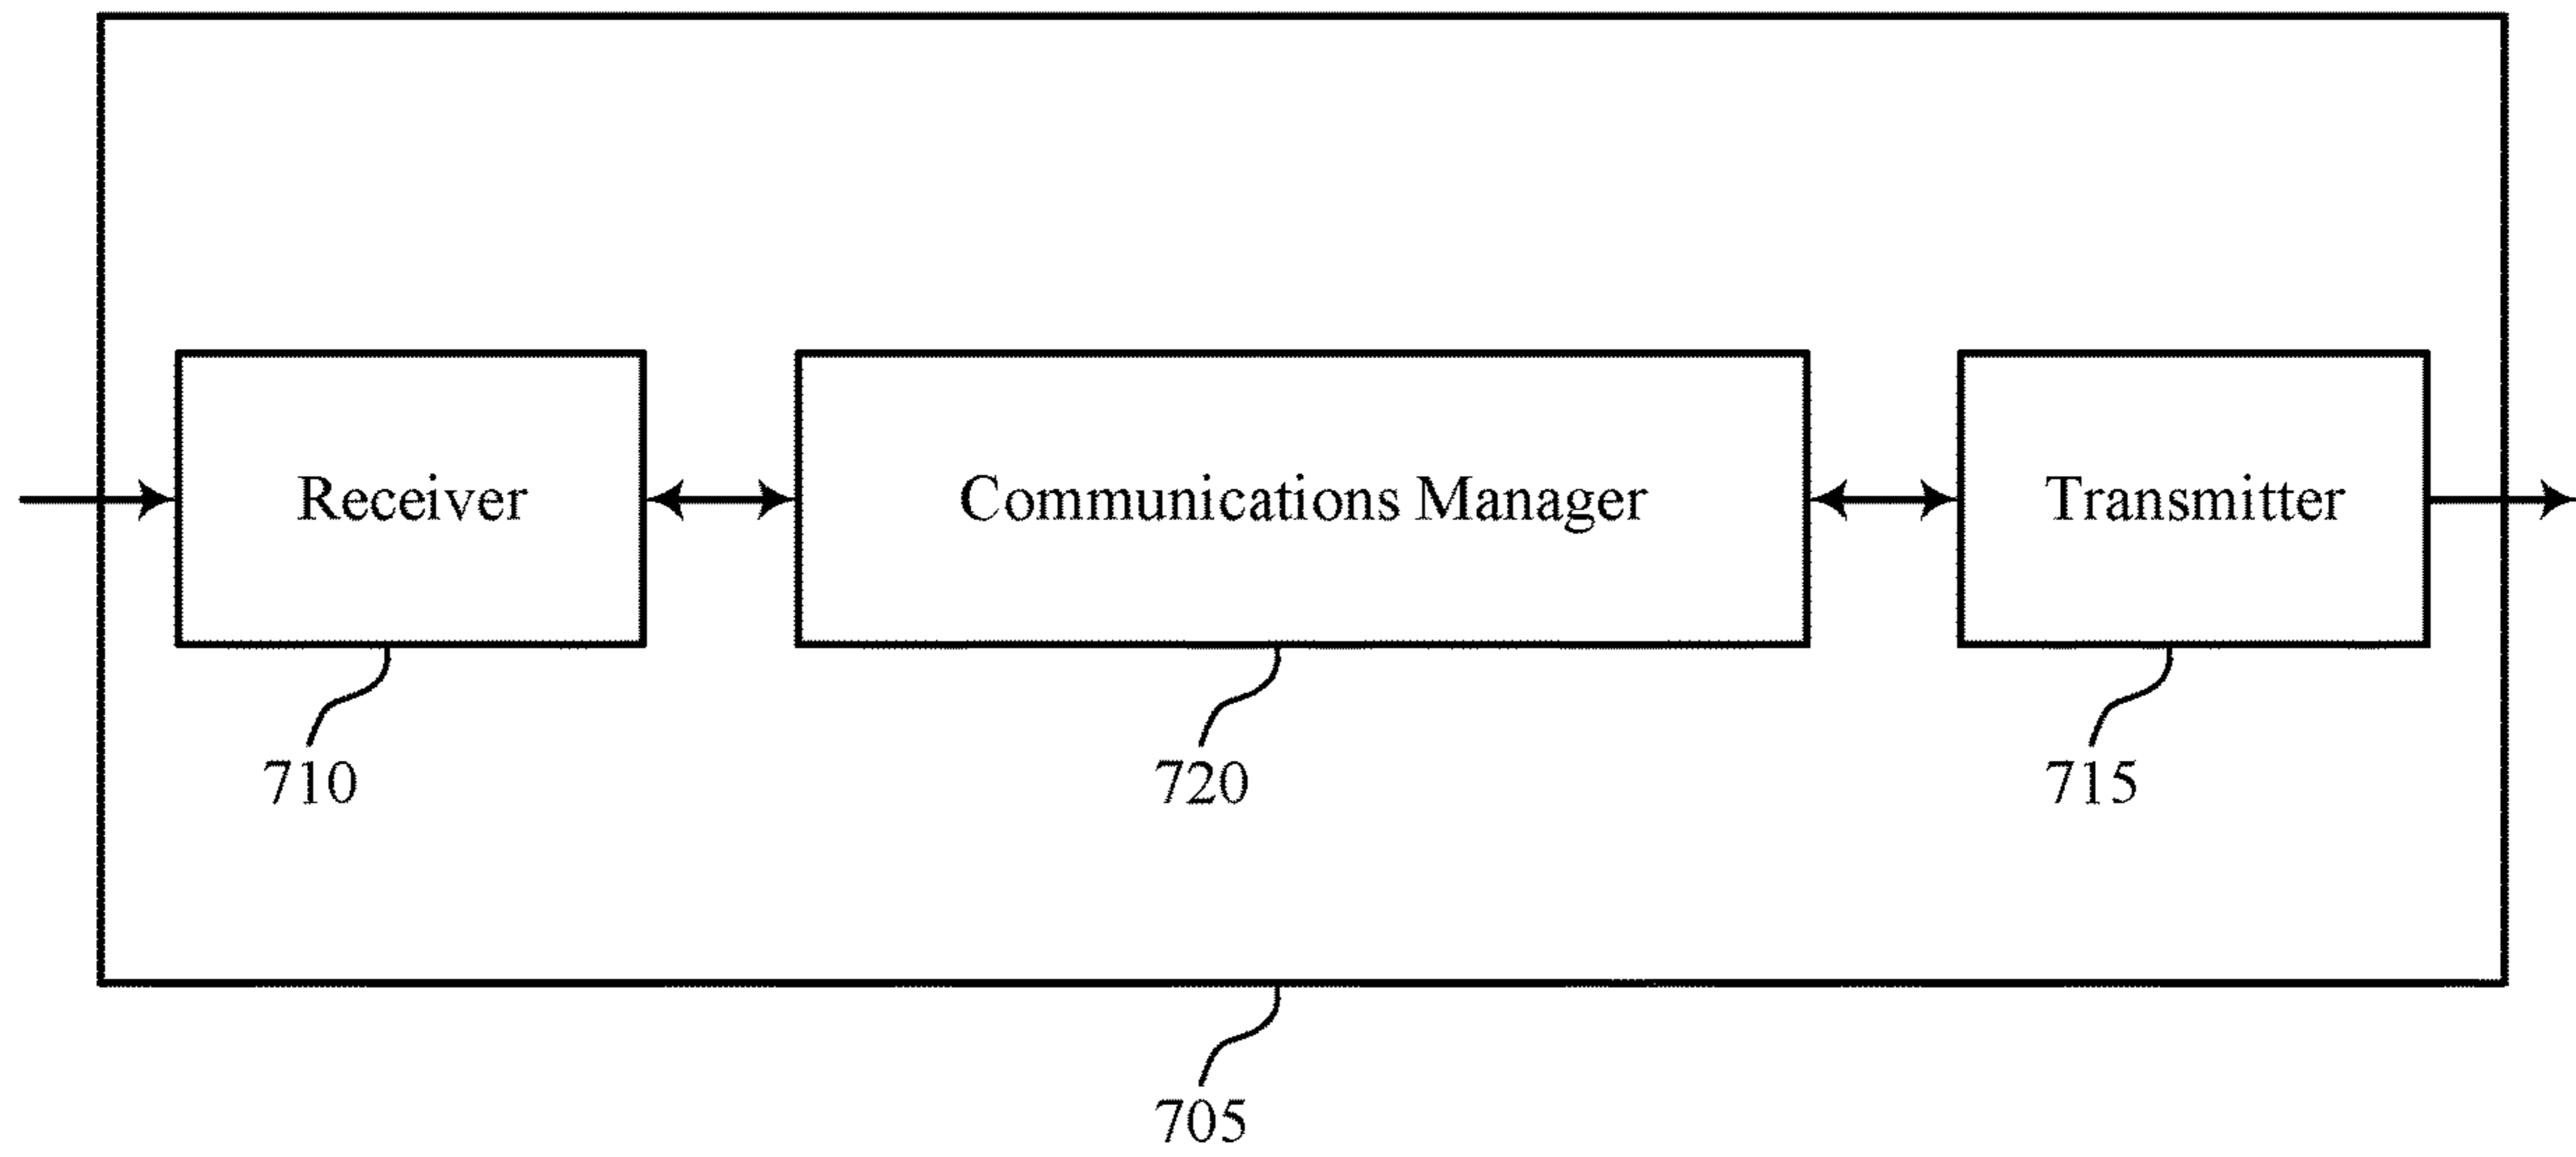 Receiver
Communications Manager
Transmitter
710
720
715
705